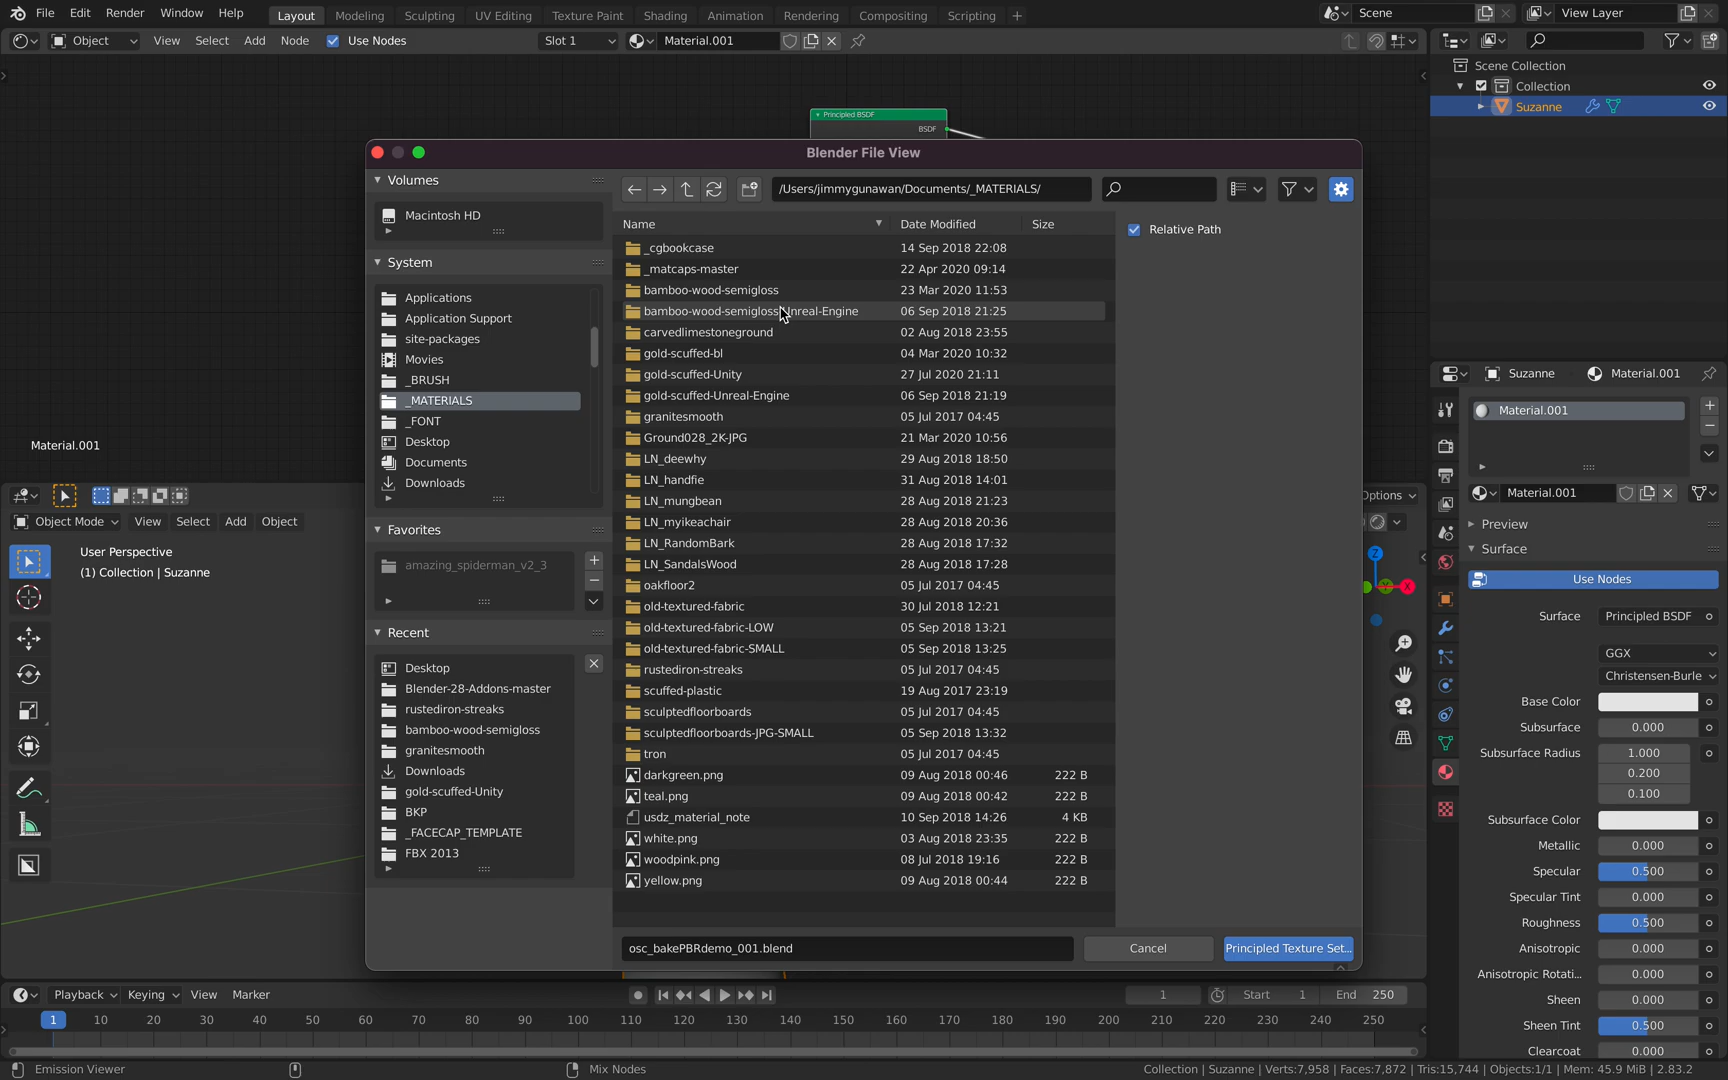 File Edit Render Window Help Layout Modeling Sculpting UV Editing Texture Paint Shading Animation Rendering Compositing Scripting + Scene View Layer
Object View Select Add Node Use Nodes Slot 1 Material.001
Scene Collection
Collection
Suzanne
Principled BSDF
BSDF
Material.001
Blender File View
Volumes
Macintosh HD
System
Applications
Application Support
site-packages
Movies
_BRUSH
_MATERIALS
_FONT
Desktop
Documents
Downloads
Favorites
amazing_spiderman_v2_3
Recent
Desktop
Blender-28-Addons-master
rustediron-streaks
bamboo-wood-semigloss
granitesmooth
Downloads
gold-scuffed-Unity
BKP
_FACECAP_TEMPLATE
FBX 2013
/Users/jimmygunawan/Documents/_MATERIALS/
Name Date Modified Size
_cgbookcase 14 Sep 2018 22:08
_matcaps-master 22 Apr 2020 09:14
bamboo-wood-semigloss 23 Mar 2020 11:53
bamboo-wood-semigloss-Unreal-Engine 06 Sep 2018 21:25
carvedlimestoneground 02 Aug 2018 23:55
gold-scuffed-bl 04 Mar 2020 10:32
gold-scuffed-Unity 27 Jul 2020 21:11
gold-scuffed-Unreal-Engine 06 Sep 2018 21:19
granitesmooth 05 Jul 2017 04:45
Ground028_2K-JPG 21 Mar 2020 10:56
LN_deewhy 29 Aug 2018 18:50
LN_handfie 31 Aug 2018 14:01
LN_mungbean 28 Aug 2018 21:23
LN_myikeachair 28 Aug 2018 20:36
LN_RandomBark 28 Aug 2018 17:32
LN_SandalsWood 28 Aug 2018 17:28
oakfloor2 05 Jul 2017 04:45
old-textured-fabric 30 Jul 2018 12:21
old-textured-fabric-LOW 05 Sep 2018 13:21
old-textured-fabric-SMALL 05 Sep 2018 13:25
rustediron-streaks 05 Jul 2017 04:45
scuffed-plastic 19 Aug 2017 23:19
sculptedfloorboards 05 Jul 2017 04:45
sculptedfloorboards-JPG-SMALL 05 Sep 2018 13:32
tron 05 Jul 2017 04:45
darkgreen.png 09 Aug 2018 00:46 222 B
teal.png 09 Aug 2018 00:42 222 B
usdz_material_note 10 Sep 2018 14:26 4 KB
white.png 03 Aug 2018 23:35 222 B
woodpink.png 08 Jul 2018 19:16 222 B
yellow.png 09 Aug 2018 00:44 222 B
Relative Path
osc_bakePBRdemo_001.blend Cancel Principled Texture Set...
Object Mode View Select Add Object
Options
User Perspective
(1) Collection | Suzanne
Z
Y
X
Suzanne Material.001
Material.001
Material.001
Preview
Surface
Use Nodes
Surface Principled BSDF
GGX
Christensen-Burle
Base Color
Subsurface 0.000
Subsurface Radius 1.000
0.200
0.100
Subsurface Color
Metallic 0.000
Specular 0.500
Specular Tint 0.000
Roughness 0.500
Anisotropic 0.000
Anisotropic Rotati... 0.000
Sheen 0.000
Sheen Tint 0.500
Clearcoat 0.000
Playback Keying View Marker 1 Start 1 End 250
1 10 20 30 40 50 60 70 80 90 100 110 120 130 140 150 160 170 180 190 200 210 220 230 240 250
Emission Viewer Mix Nodes Collection | Suzanne | Verts:7,958 | Faces:7,872 | Tris:15,744 | Objects:1/1 | Mem: 45.9 MiB | 2.83.2